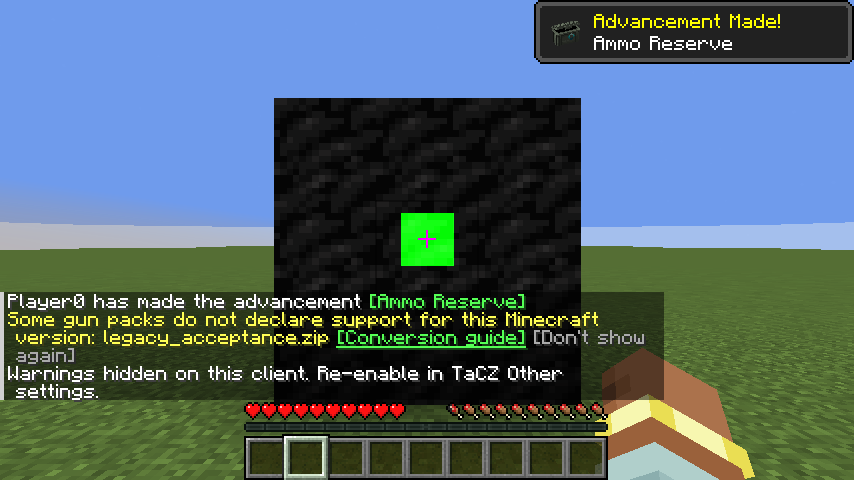 Advancement Made!
Ammo Reserve
Player0 has made the advancement [Ammo Reserve]
Some gun packs do not declare support for this Minecraft
version: legacy_acceptance.zip [Conversion guide] [Don't show
again]
Warnings hidden on this client. Re-enable in TaCZ Other
settings.